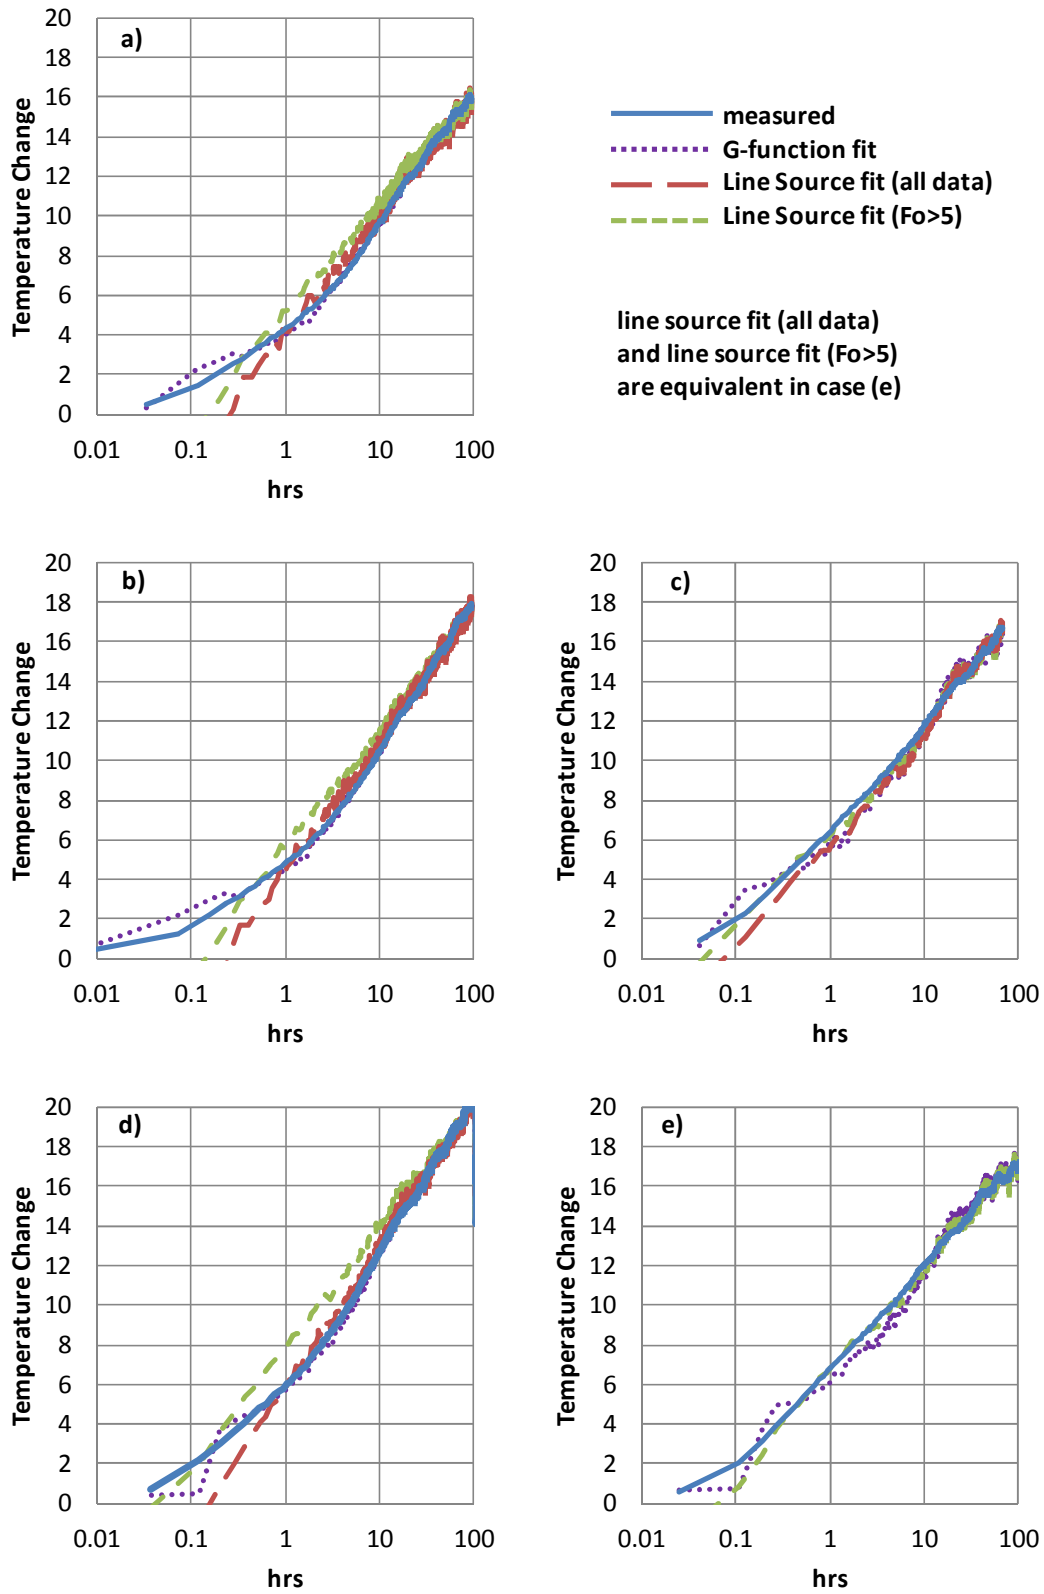 a)
Temperature Change
20
18
16
14
12
10
8
6
4
2
0
0.01 0.1 1 10 100
hrs
measured
G-function fit
Line Source fit (all data)
Line Source fit (Fo>5)
line source fit (all data)
and line source fit (Fo>5)
are equivalent in case (e)
b)
Temperature Change
20
18
16
14
12
10
8
6
4
2
0
0.01 0.1 1 10 100
hrs
c)
Temperature Change
20
18
16
14
12
10
8
6
4
2
0
0.01 0.1 1 10 100
hrs
d)
Temperature Change
20
18
16
14
12
10
8
6
4
2
0
0.01 0.1 1 10 100
hrs
e)
Temperature Change
20
18
16
14
12
10
8
6
4
2
0
0.01 0.1 1 10 100
hrs